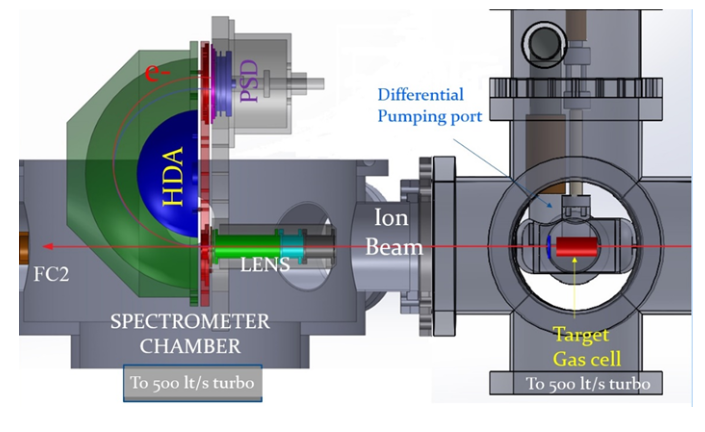 e-
PSD
HDA
Differential
Pumping port
Ion
Beam
LENS
FC2
SPECTROMETER
CHAMBER
To 500 lt/s turbo
Target
Gas cell
To 500 lt/s turbo